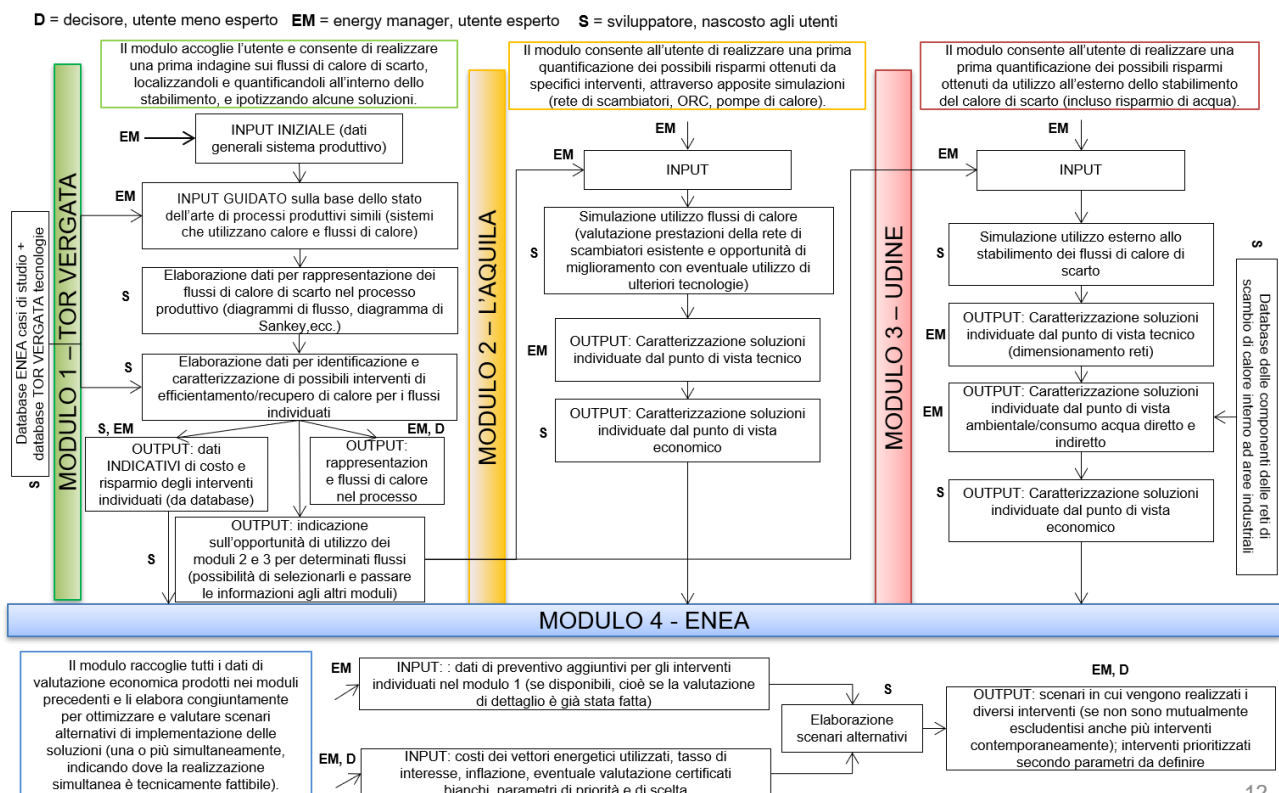 D = decisore, utente meno esperto EM = energy manager, utente esperto S = sviluppatore, nascosto agli utenti
Il modulo accoglie l'utente e consente di realizzare
una prima indagine sui flussi di calore di scarto,
localizzandoli e quantificandoli all'interno dello
stabilimento, e ipotizzando alcune soluzioni.
EM
INPUT INIZIALE (dati
generali sistema produttivo)
EM
INPUT GUIDATO sulla base dello stato
dell'arte di processi produttivi simili (sistemi
che utilizzano calore e flussi di calore)
S
Elaborazione dati per rappresentazione dei
flussi di calore di scarto nel processo
produttivo (diagrammi di flusso, diagramma di
Sankey,ecc.)
S
Elaborazione dati per identificazione e
caratterizzazione di possibili interventi di
efficientamento/recupero di calore per i flussi
individuati
S, EM
OUTPUT: dati
INDICATIVI di costo e
risparmio degli interventi
individuati (da database)
EM, D
OUTPUT:
rappresentazion
e flussi di calore
nel processo
S
OUTPUT: indicazione
sull'opportunità di utilizzo dei
moduli 2 e 3 per determinati flussi
(possibilità di selezionarli e passare
le informazioni agli altri moduli)
Database ENEA casi di studio +
database TOR VERGATA tecnologie
S
MODULO 1 – TOR VERGATA
Il modulo consente all'utente di realizzare una prima
quantificazione dei possibili risparmi ottenuti da
specifici interventi, attraverso apposite simulazioni
(rete di scambiatori, ORC, pompe di calore).
EM
EM
INPUT
S
Simulazione utilizzo flussi di calore
(valutazione prestazioni della rete di
scambiatori esistente e opportunità di
miglioramento con eventuale utilizzo di
ulteriori tecnologie)
EM
OUTPUT: Caratterizzazione soluzioni
individuate dal punto di vista tecnico
S
OUTPUT: Caratterizzazione soluzioni
individuate dal punto di vista
economico
MODULO 2 – L'AQUILA
Il modulo consente all'utente di realizzare una
prima quantificazione dei possibili risparmi
ottenuti da utilizzo all'esterno dello stabilimento
del calore di scarto (incluso risparmio di acqua).
EM
EM
INPUT
S
Simulazione utilizzo esterno allo
stabilimento dei flussi di calore di
scarto
EM
OUTPUT: Caratterizzazione soluzioni
individuate dal punto di vista tecnico
(dimensionamento reti)
EM
OUTPUT: Caratterizzazione soluzioni
individuate dal punto di vista
ambientale/consumo acqua diretto e
indiretto
S
OUTPUT: Caratterizzazione soluzioni
individuate dal punto di vista
economico
MODULO 3 – UDINE
S
Database delle componenti delle reti di
scambio di calore interno ad aree industriali
MODULO 4 - ENEA
Il modulo raccoglie tutti i dati di
valutazione economica prodotti nei moduli
precedenti e li elabora congiuntamente
per ottimizzare e valutare scenari
alternativi di implementazione delle
soluzioni (una o più simultaneamente,
indicando dove la realizzazione
simultanea è tecnicamente fattibile).
EM
INPUT: : dati di preventivo aggiuntivi per gli interventi
individuati nel modulo 1 (se disponibili, cioè se la valutazione
di dettaglio è già stata fatta)
EM, D
INPUT: costi dei vettori energetici utilizzati, tasso di
interesse, inflazione, eventuale valutazione certificati
bianchi, parametri di priorità e di scelta
S
Elaborazione
scenari alternativi
EM, D
OUTPUT: scenari in cui vengono realizzati i
diversi interventi (se non sono mutualmente
escludentisi anche più interventi
contemporaneamente); interventi prioritizzati
secondo parametri da definire
12